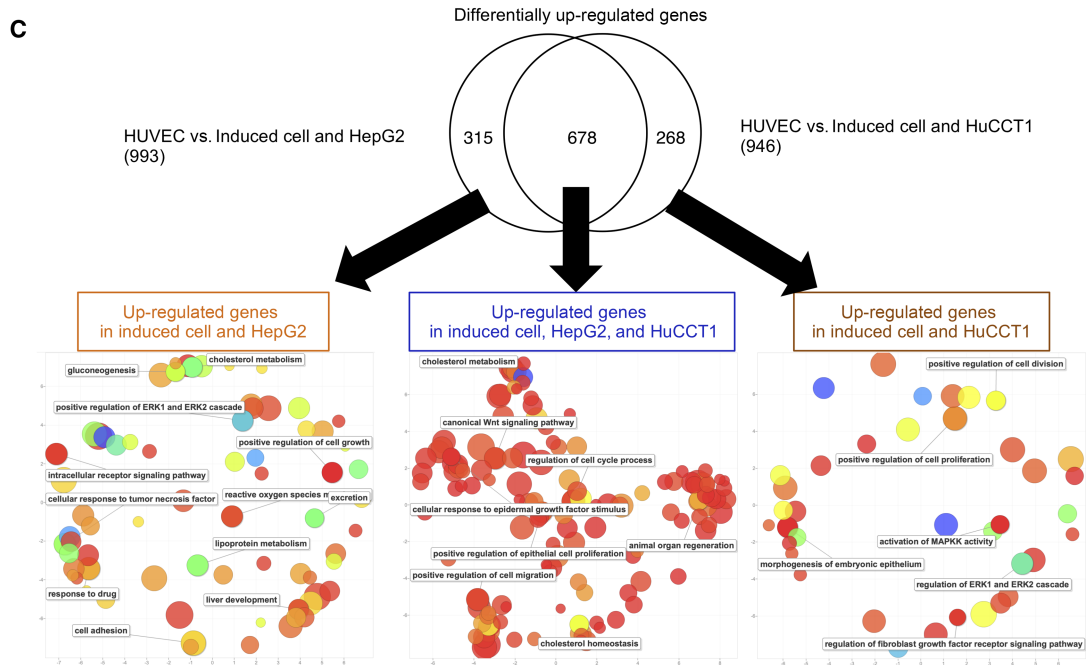 C
Differentially up-regulated genes
HUVEC vs. Induced cell and HepG2
(993)
315
678
268
HUVEC vs. Induced cell and HuCCT1
(946)
Up-regulated genes
in induced cell and HepG2
Up-regulated genes
in induced cell, HepG2, and HuCCT1
Up-regulated genes
in induced cell and HuCCT1
cholesterol metabolism
gluconeogenesis
positive regulation of ERK1 and ERK2 cascade
positive regulation of cell growth
intracellular receptor signaling pathway
cellular response to tumor necrosis factor
reactive oxygen species
excretion
lipoprotein metabolism
response to drug
liver development
cell adhesion
cholesterol metabolism
canonical Wnt signaling pathway
regulation of cell cycle process
cellular response to epidermal growth factor stimulus
animal organ regeneration
positive regulation of epithelial cell proliferation
positive regulation of cell migration
cholesterol homeostasis
positive regulation of cell division
positive regulation of cell proliferation
activation of MAPKK activity
morphogenesis of embryonic epithelium
regulation of ERK1 and ERK2 cascade
regulation of fibroblast growth factor receptor signaling pathway